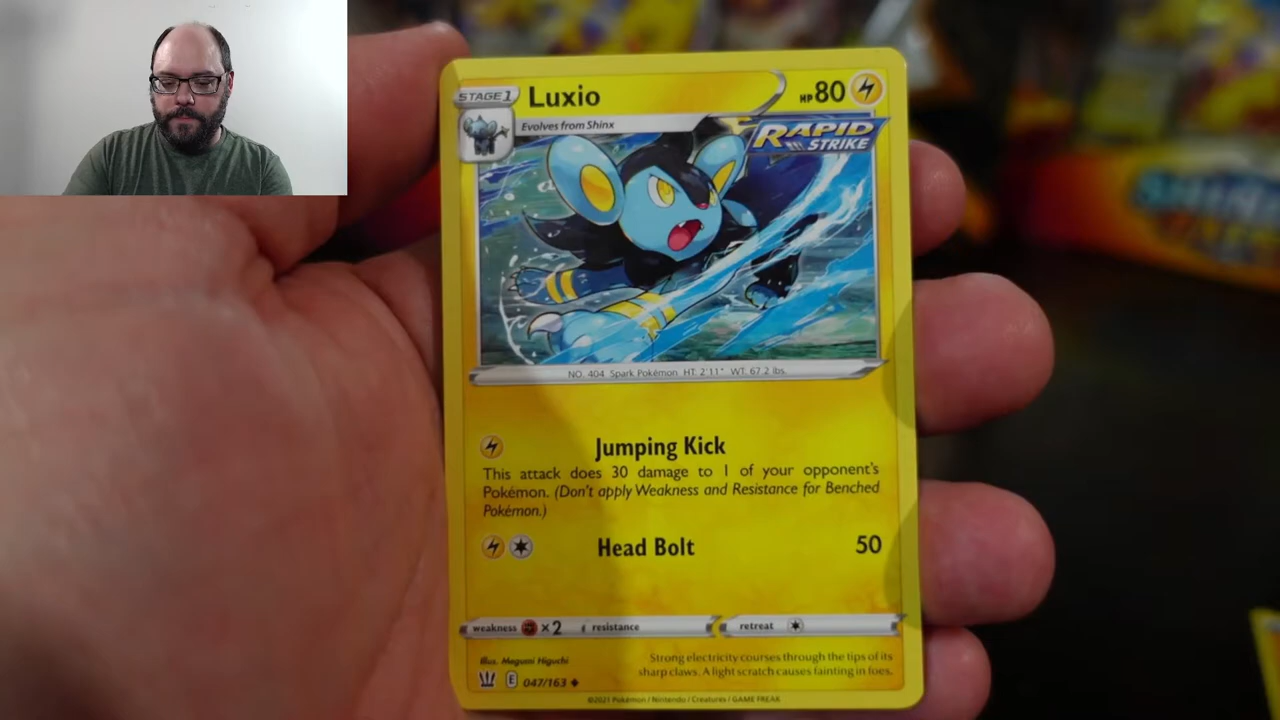 STAGE 1 Luxio HP 80
Evolves from Shinx
RAPID
STRIKE
NO. 404 Spark Pokémon HT: 2'11" WT: 67.2 lbs.
Jumping Kick
This attack does 30 damage to 1 of your opponent's
Pokémon. (Don't apply Weakness and Resistance for Benched
Pokémon.)
Head Bolt 50
weakness ×2 resistance retreat
Illus. Megumi Higuchi
Strong electricity courses through the tips of its
sharp claws. A light scratch causes fainting in foes.
E 047/163
©2021 Pokémon / Nintendo / Creatures / GAME FREAK